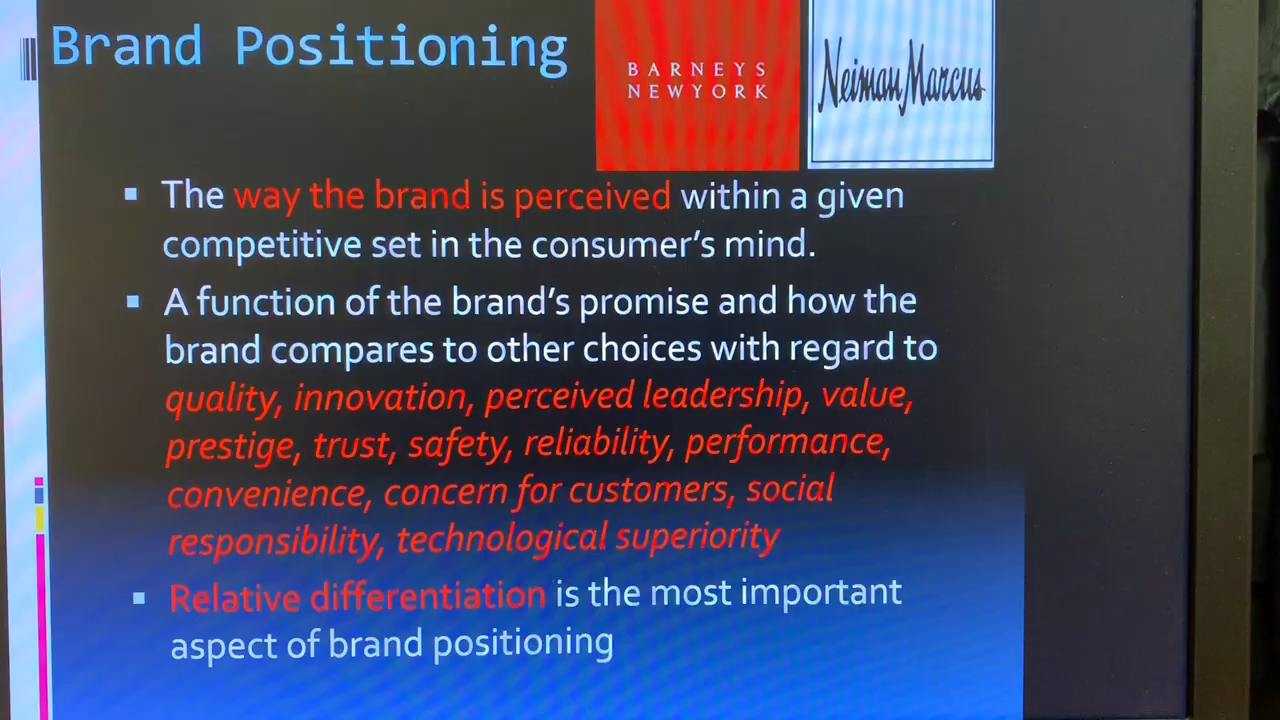 Brand Positioning
BARNEYS
NEWYORK
Neiman Marcus
▪ The way the brand is perceived within a given
competitive set in the consumer’s mind.
▪ A function of the brand’s promise and how the
brand compares to other choices with regard to
quality, innovation, perceived leadership, value,
prestige, trust, safety, reliability, performance,
convenience, concern for customers, social
responsibility, technological superiority
▪ Relative differentiation is the most important
aspect of brand positioning